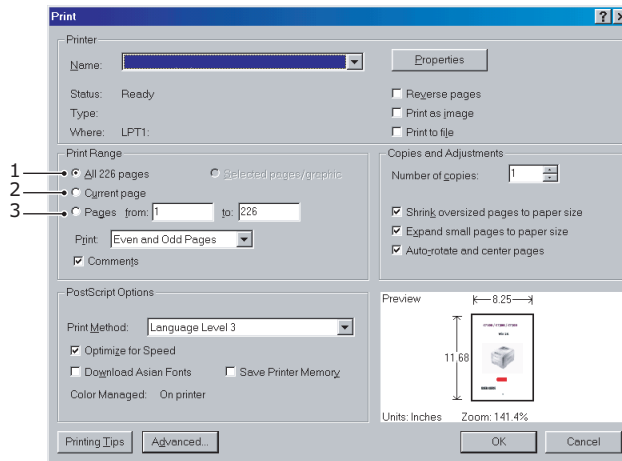 Print
Printer
Name:
Properties
Status: Ready
Reverse pages
Type:
Print as image
Where: LPT1:
Print to file
Print Range
Copies and Adjustments
1
All 226 pages
Selected pages/graphic
Number of copies: 1
2
Current page
3
Pages from: 1 to: 226
Shrink oversized pages to paper size
Print: Even and Odd Pages
Expand small pages to paper size
Comments
Auto-rotate and center pages
PostScript Options
Preview
8.25
Print Method: Language Level 3
Optimize for Speed
11.68
Download Asian Fonts
Save Printer Memory
Color Managed: On printer
Units: Inches Zoom: 141.4%
Printing Tips
Advanced...
OK
Cancel